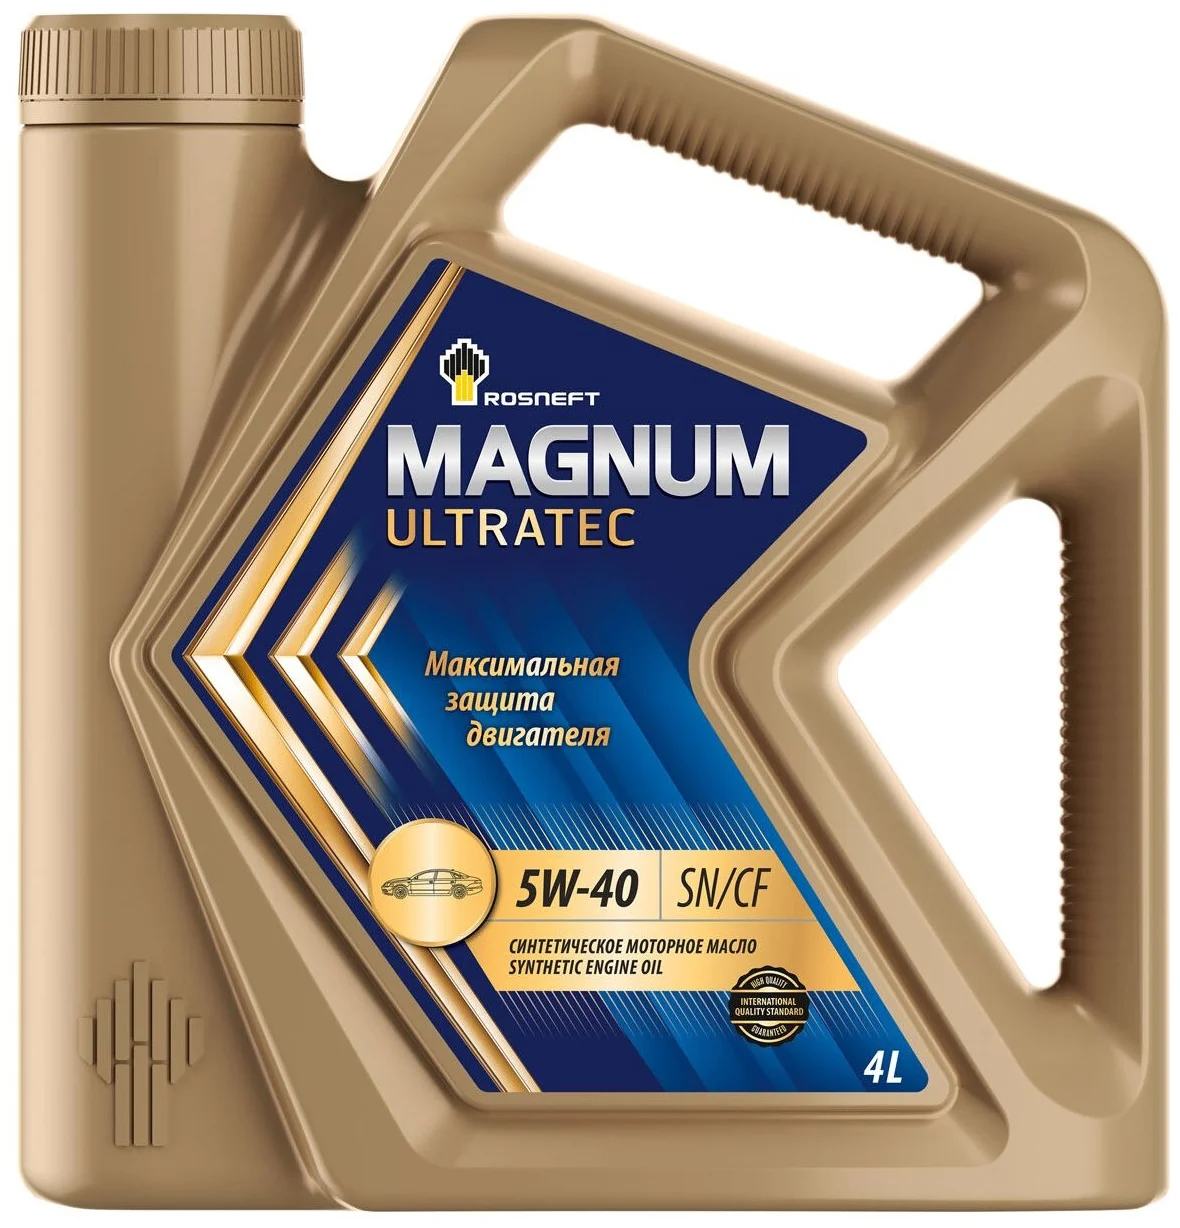 ROSNEFT
MAGNUM
ULTRATEC
Максимальная
защита
двигателя
5W-40 SN/CF
СИНТЕТИЧЕСКОЕ МОТОРНОЕ МАСЛО
SYNTHETIC ENGINE OIL
HIGH QUALITY
INTERNATIONAL
QUALITY STANDARD
GUARANTEED
4L